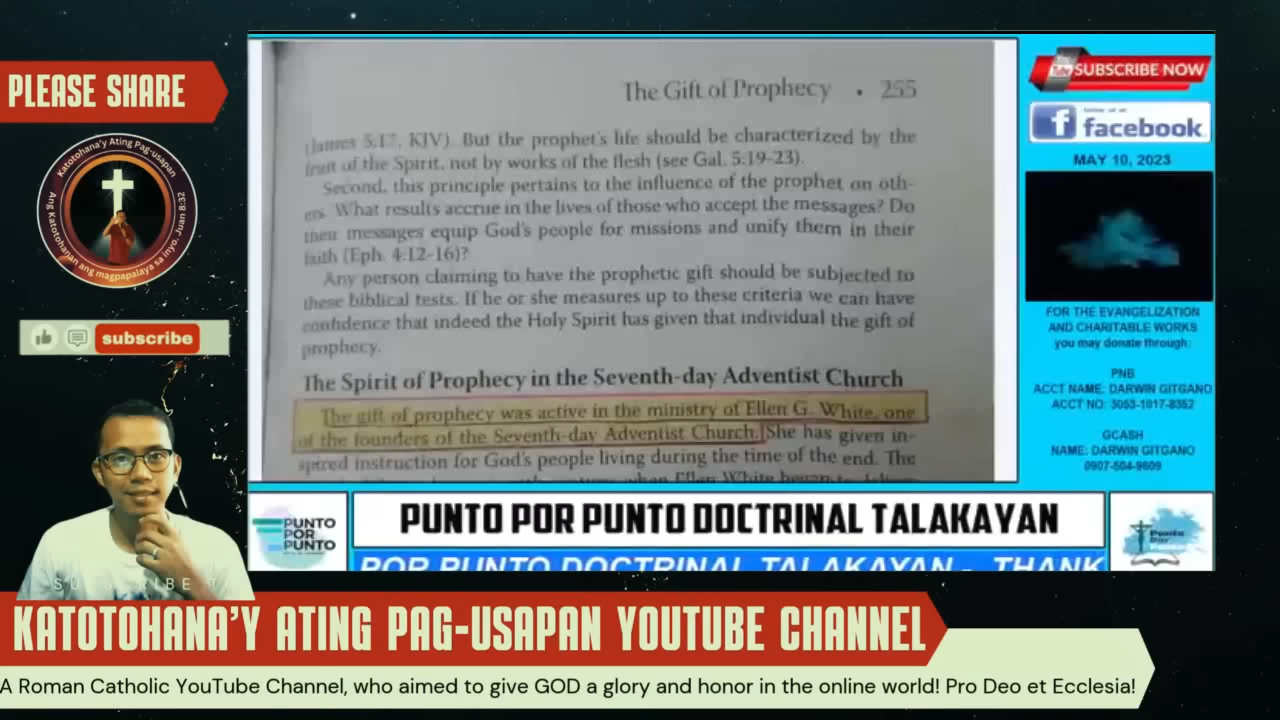 PLEASE SHARE
Katotohana'y Ating Pag-usapan
Ang Katotohanan ang magpapalaya sa inyo. Juan 8:32
subscribe
The Gift of Prophecy • 255
(James 5:17, KJV). But the prophet's life should be characterized by the
fruit of the Spirit, not by works of the flesh (see Gal. 5:19-23).
Second, this principle pertains to the influence of the prophet on oth-
ers. What results accrue in the lives of those who accept the messages? Do
their messages equip God's people for missions and unify them in their
faith (Eph. 4:12-16)?
Any person claiming to have the prophetic gift should be subjected to
these biblical tests. If he or she measures up to these criteria we can have
confidence that indeed the Holy Spirit has given that individual the gift of
prophecy.
The Spirit of Prophecy in the Seventh-day Adventist Church
The gift of prophecy was active in the ministry of Ellen G. White, one
of the founders of the Seventh-day Adventist Church. She has given in-
spired instruction for God's people living during the time of the end. The
when Ellen White began to
SUBSCRIBE NOW
facebook
MAY 10, 2023
FOR THE EVANGELIZATION
AND CHARITABLE WORKS
you may donate through:
PNB
ACCT NAME: DARWIN GITGANO
ACCT NO: 3053-1017-8352
GCASH
NAME: DARWIN GITGANO
0907-504-9609
PUNTO
POR
PUNTO
PUNTO POR PUNTO DOCTRINAL TALAKAYAN
POR PUNTO DOCTRINAL TALAKAYAN - THANK
Punto
Por
KATOTOHANA'Y ATING PAG-USAPAN YOUTUBE CHANNEL
A Roman Catholic YouTube Channel, who aimed to give GOD a glory and honor in the online world! Pro Deo et Ecclesia!